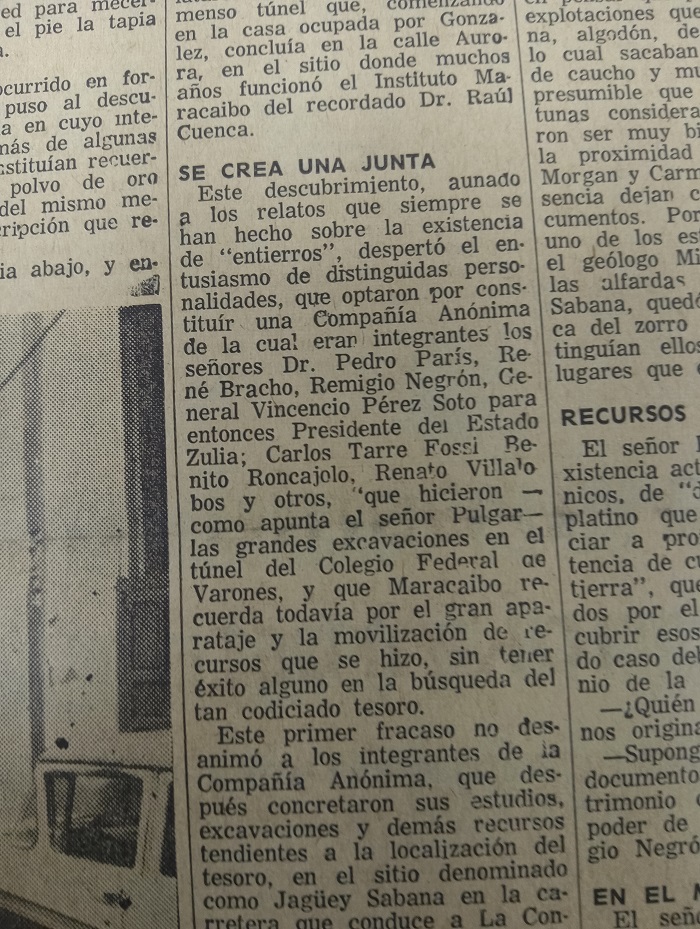 ed para mecer-
el pie la tapia
a.
ocurrido en for-
puso al descu-
a en cuyo inte-
más de algunas
nstituían recuer-
polvo de oro
del mismo me-
cripción que re-
ia abajo, y en-
menso túnel que, comenzando
en la casa ocupada por Gonza-
lez, concluía en la calle Auro-
ra, en el sitio donde muchos
años funcionó el Instituto Ma-
racaibo del recordado Dr. Raúl
Cuenca.
SE CREA UNA JUNTA
Este descubrimiento, aunado
a los relatos que siempre se
han hecho sobre la existencia
de "entierros", despertó el en-
tusiasmo de distinguidas perso-
nalidades, que optaron por cons-
tituír una Compañía Anónima
de la cual eran integrantes los
señores Dr. Pedro París, Re-
né Bracho, Remigio Negrón, Ge-
neral Vincencio Pérez Soto para
entonces Presidente del Estado
Zulia; Carlos Tarre Fossi Be-
nito Roncajolo, Renato Villalo
bos y otros, "que hicieron —
como apunta el señor Pulgar—
las grandes excavaciones en el
túnel del Colegio Federal de
Varones, y que Maracaibo re-
cuerda todavía por el gran apa-
rataje y la movilización de re-
cursos que se hizo, sin tener
éxito alguno en la búsqueda del
tan codiciado tesoro.
Este primer fracaso no des-
animó a los integrantes de la
Compañía Anónima, que des-
pués concretaron sus estudios,
excavaciones y demás recursos
tendientes a la localización del
tesoro, en el sitio denominado
como Jagüey Sabana en la ca-
rretera que conduce a La Con-
explotaciones que
na, algodón, de
lo cual sacaban
de caucho y m
presumible que
tunas considera
ron ser muy bi
la proximidad
Morgan y Carm
sencia dejan c
cumentos. Por
uno de los es
el geólogo Mi
las alfardas
Sabana, quedó
ca del zorro
tinguían ellos
lugares que
RECURSOS
El señor
xistencia act
nicos, de "d
platino que
ciar a pro
tencia de c
tierra", que
dos por el
cubrir esos
do caso del
nio de la
—¿Quién
nos origina
—Supong
documento
trimonio
poder de
gio Negró
EN EL
El seño